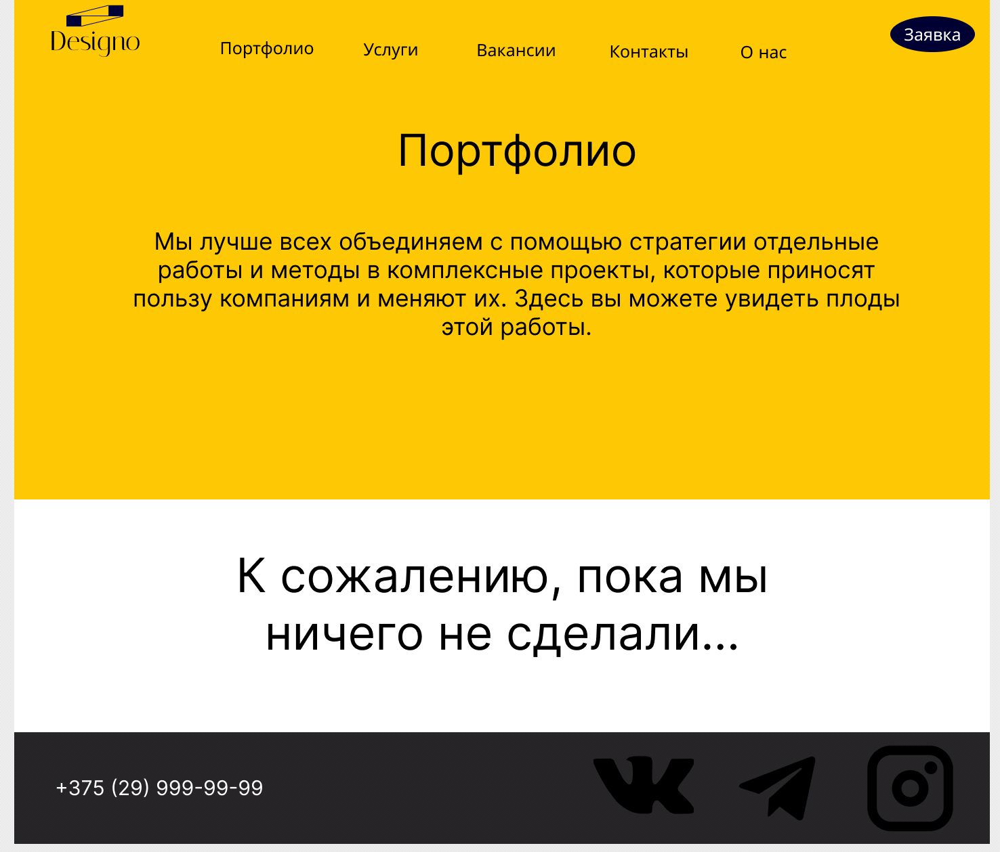 Designo
Портфолио
Услуги
Вакансии
Контакты
О нас
Заявка
Портфолио
Мы лучше всех объединяем с помощью стратегии отдельные
работы и методы в комплексные проекты, которые приносят
пользу компаниям и меняют их. Здесь вы можете увидеть плоды
этой работы.
К сожалению, пока мы
ничего не сделали...
+375 (29) 999-99-99